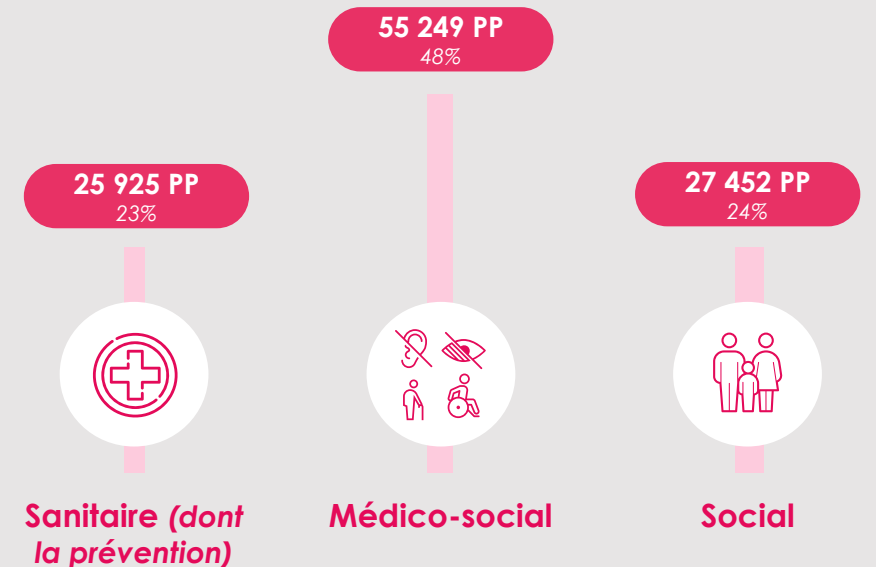 55 249 PP
48%
25 925 PP
23%
27 452 PP
24%
Sanitaire (dont
la prévention)
Médico-social
Social